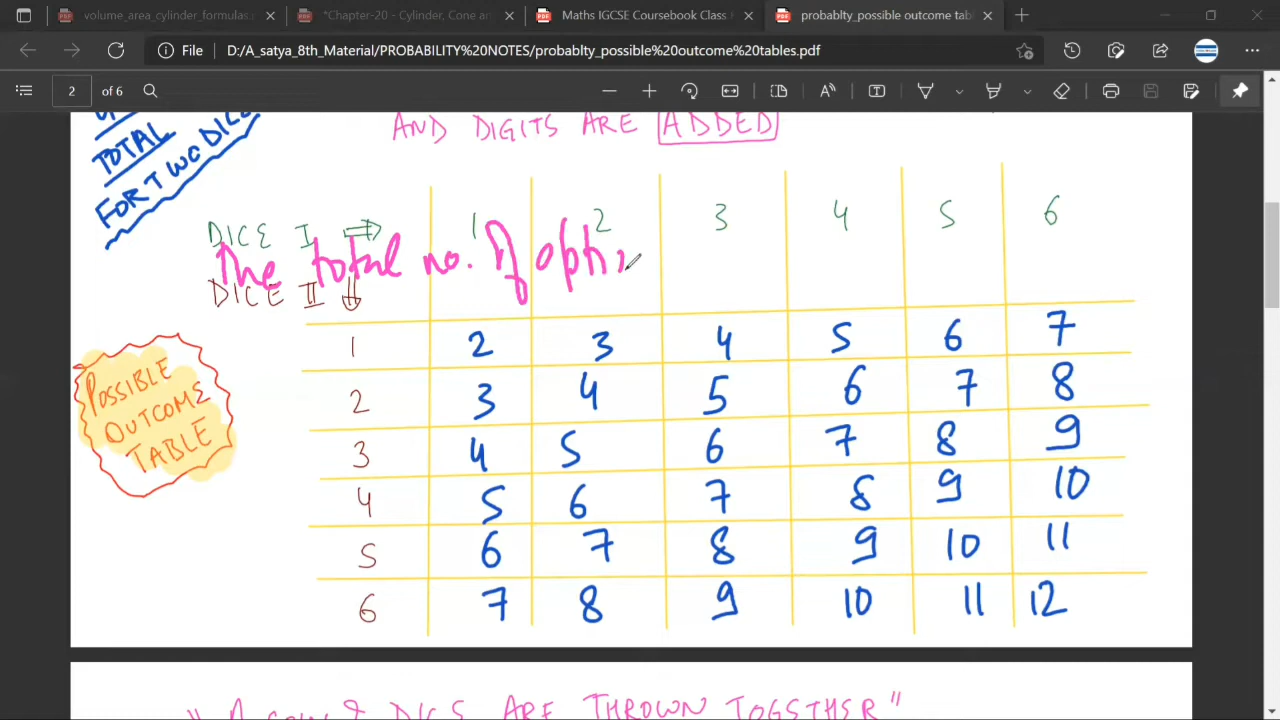 volume_area_cylinder_formulas.
*Chapter-20 - Cylinder, Cone an
Maths IGCSE Coursebook Class
probablty_possible outcome tab
File
D:/A_satya_8th_Material/PROBABILITY%20NOTES/probablty_possible%20outcome%20tables.pdf
2 of 6
TOTAL
FOR TWO DICE
AND DIGITS ARE ADDED
DICE I ⇒ 1 2 3 4 5 6
The total no. of opti
DICE II ⇓
1 2 3 4 5 6 7
2 3 4 5 6 7 8
3 4 5 6 7 8 9
4 5 6 7 8 9 10
5 6 7 8 9 10 11
6 7 8 9 10 11 12
POSSIBLE
OUTCOME
TABLE
DICE ARE THROWN TOGETHER"